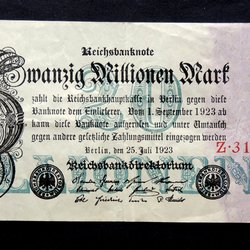 Reichsbanknote
Zwanzig Millionen Mark
zahlt die Reichsbankhauptkasse in Berlin gegen diese
Banknote dem Einlieferer. Vom 1. September 1923 ab
kann diese Banknote aufgerufen und unter Umtausch
gegen andere gesetzliche Zahlungsmittel eingezogen werden
Berlin, den 25. Juli 1923
Z-31
Reichsbankdirektorium